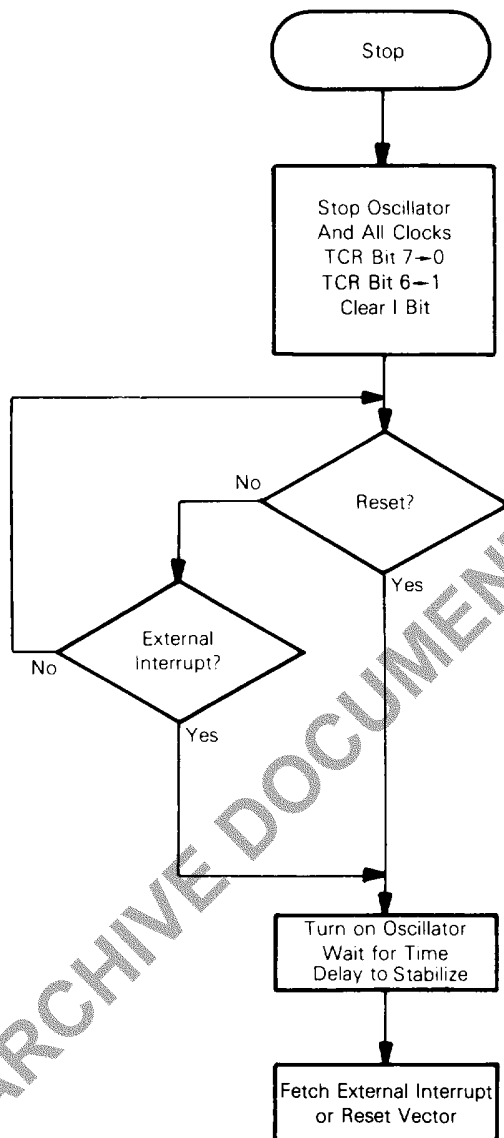 Stop
Stop Oscillator
And All Clocks
TCR Bit 7→0
TCR Bit 6→1
Clear I Bit
No
Reset?
Yes
External
Interrupt?
No
Yes
Turn on Oscillator
Wait for Time
Delay to Stabilize
Fetch External Interrupt
or Reset Vector
ARCHIVE DOCUMEN